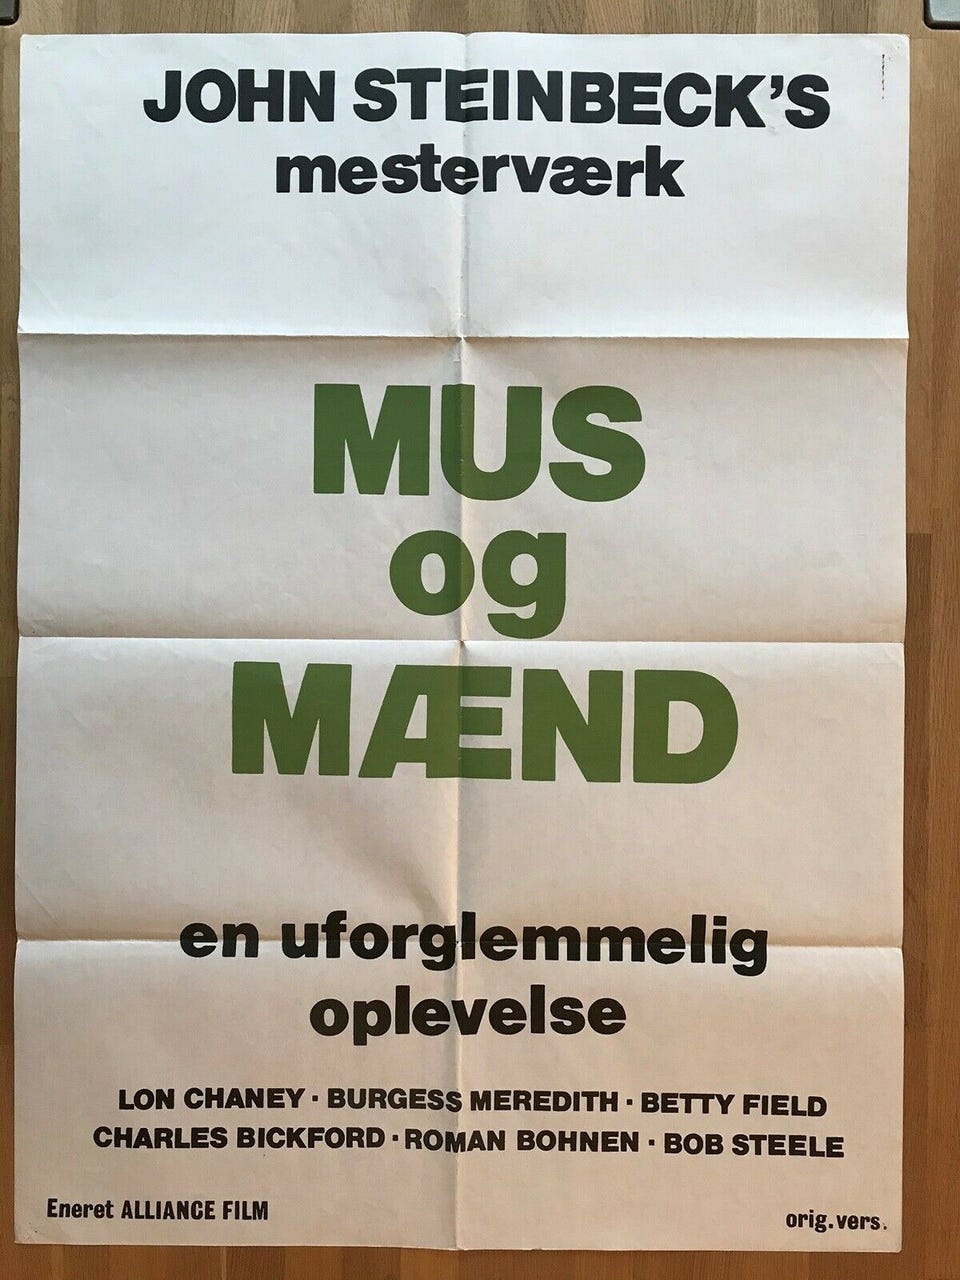 JOHN STEINBECK'S
mesterværk
MUS
og
MÆND
en uforglemmelig
oplevelse
LON CHANEY · BURGESS MEREDITH · BETTY FIELD
CHARLES BICKFORD · ROMAN BOHNEN · BOB STEELE
Eneret ALLIANCE FILM
orig.vers.